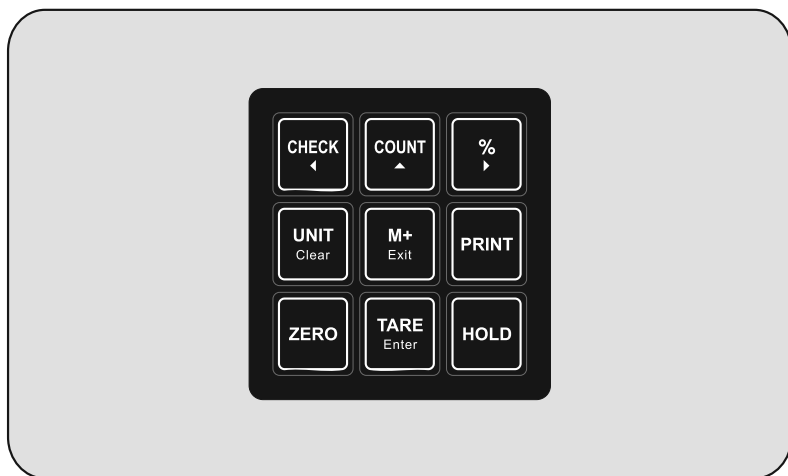 CHECK
COUNT
%
UNIT
Clear
M+
Exit
PRINT
ZERO
TARE
Enter
HOLD